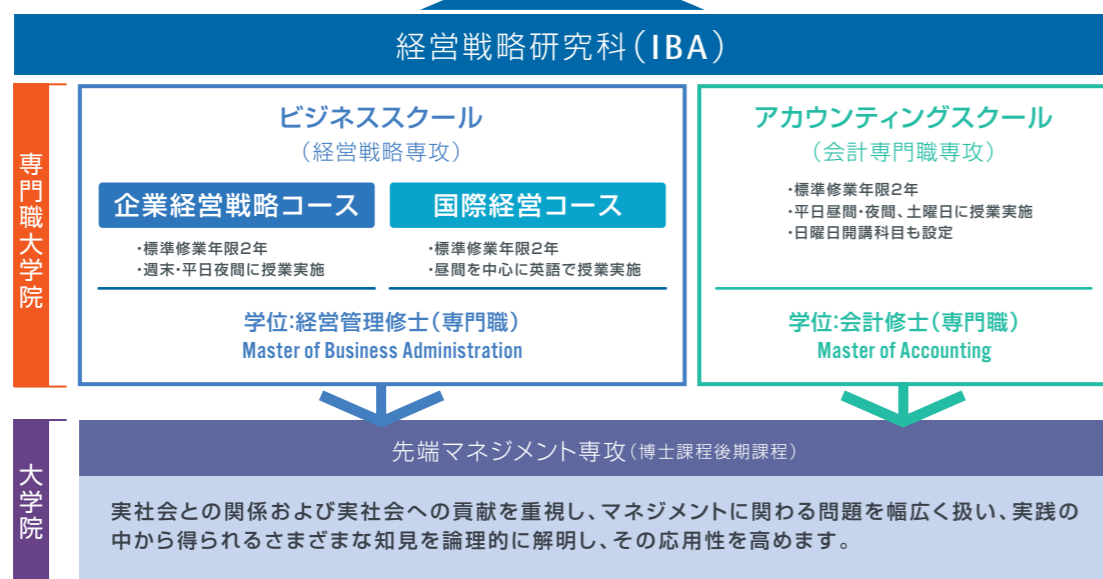 経営戦略研究科（IBA）
専門職大学院
ビジネススクール
（経営戦略専攻）
企業経営戦略コース
・標準修業年限2年
・週末・平日夜間に授業実施
国際経営コース
・標準修業年限2年
・昼間を中心に英語で授業実施
学位：経営管理修士（専門職）
Master of Business Administration
アカウンティングスクール
（会計専門職専攻）
・標準修業年限2年
・平日昼間・夜間、土曜日に授業実施
・日曜日開講科目も設定
学位：会計修士（専門職）
Master of Accounting
大学院
先端マネジメント専攻（博士課程後期課程）
実社会との関係および実社会への貢献を重視し、マネジメントに関わる問題を幅広く扱い、実践の
中から得られるさまざまな知見を論理的に解明し、その応用性を高めます。